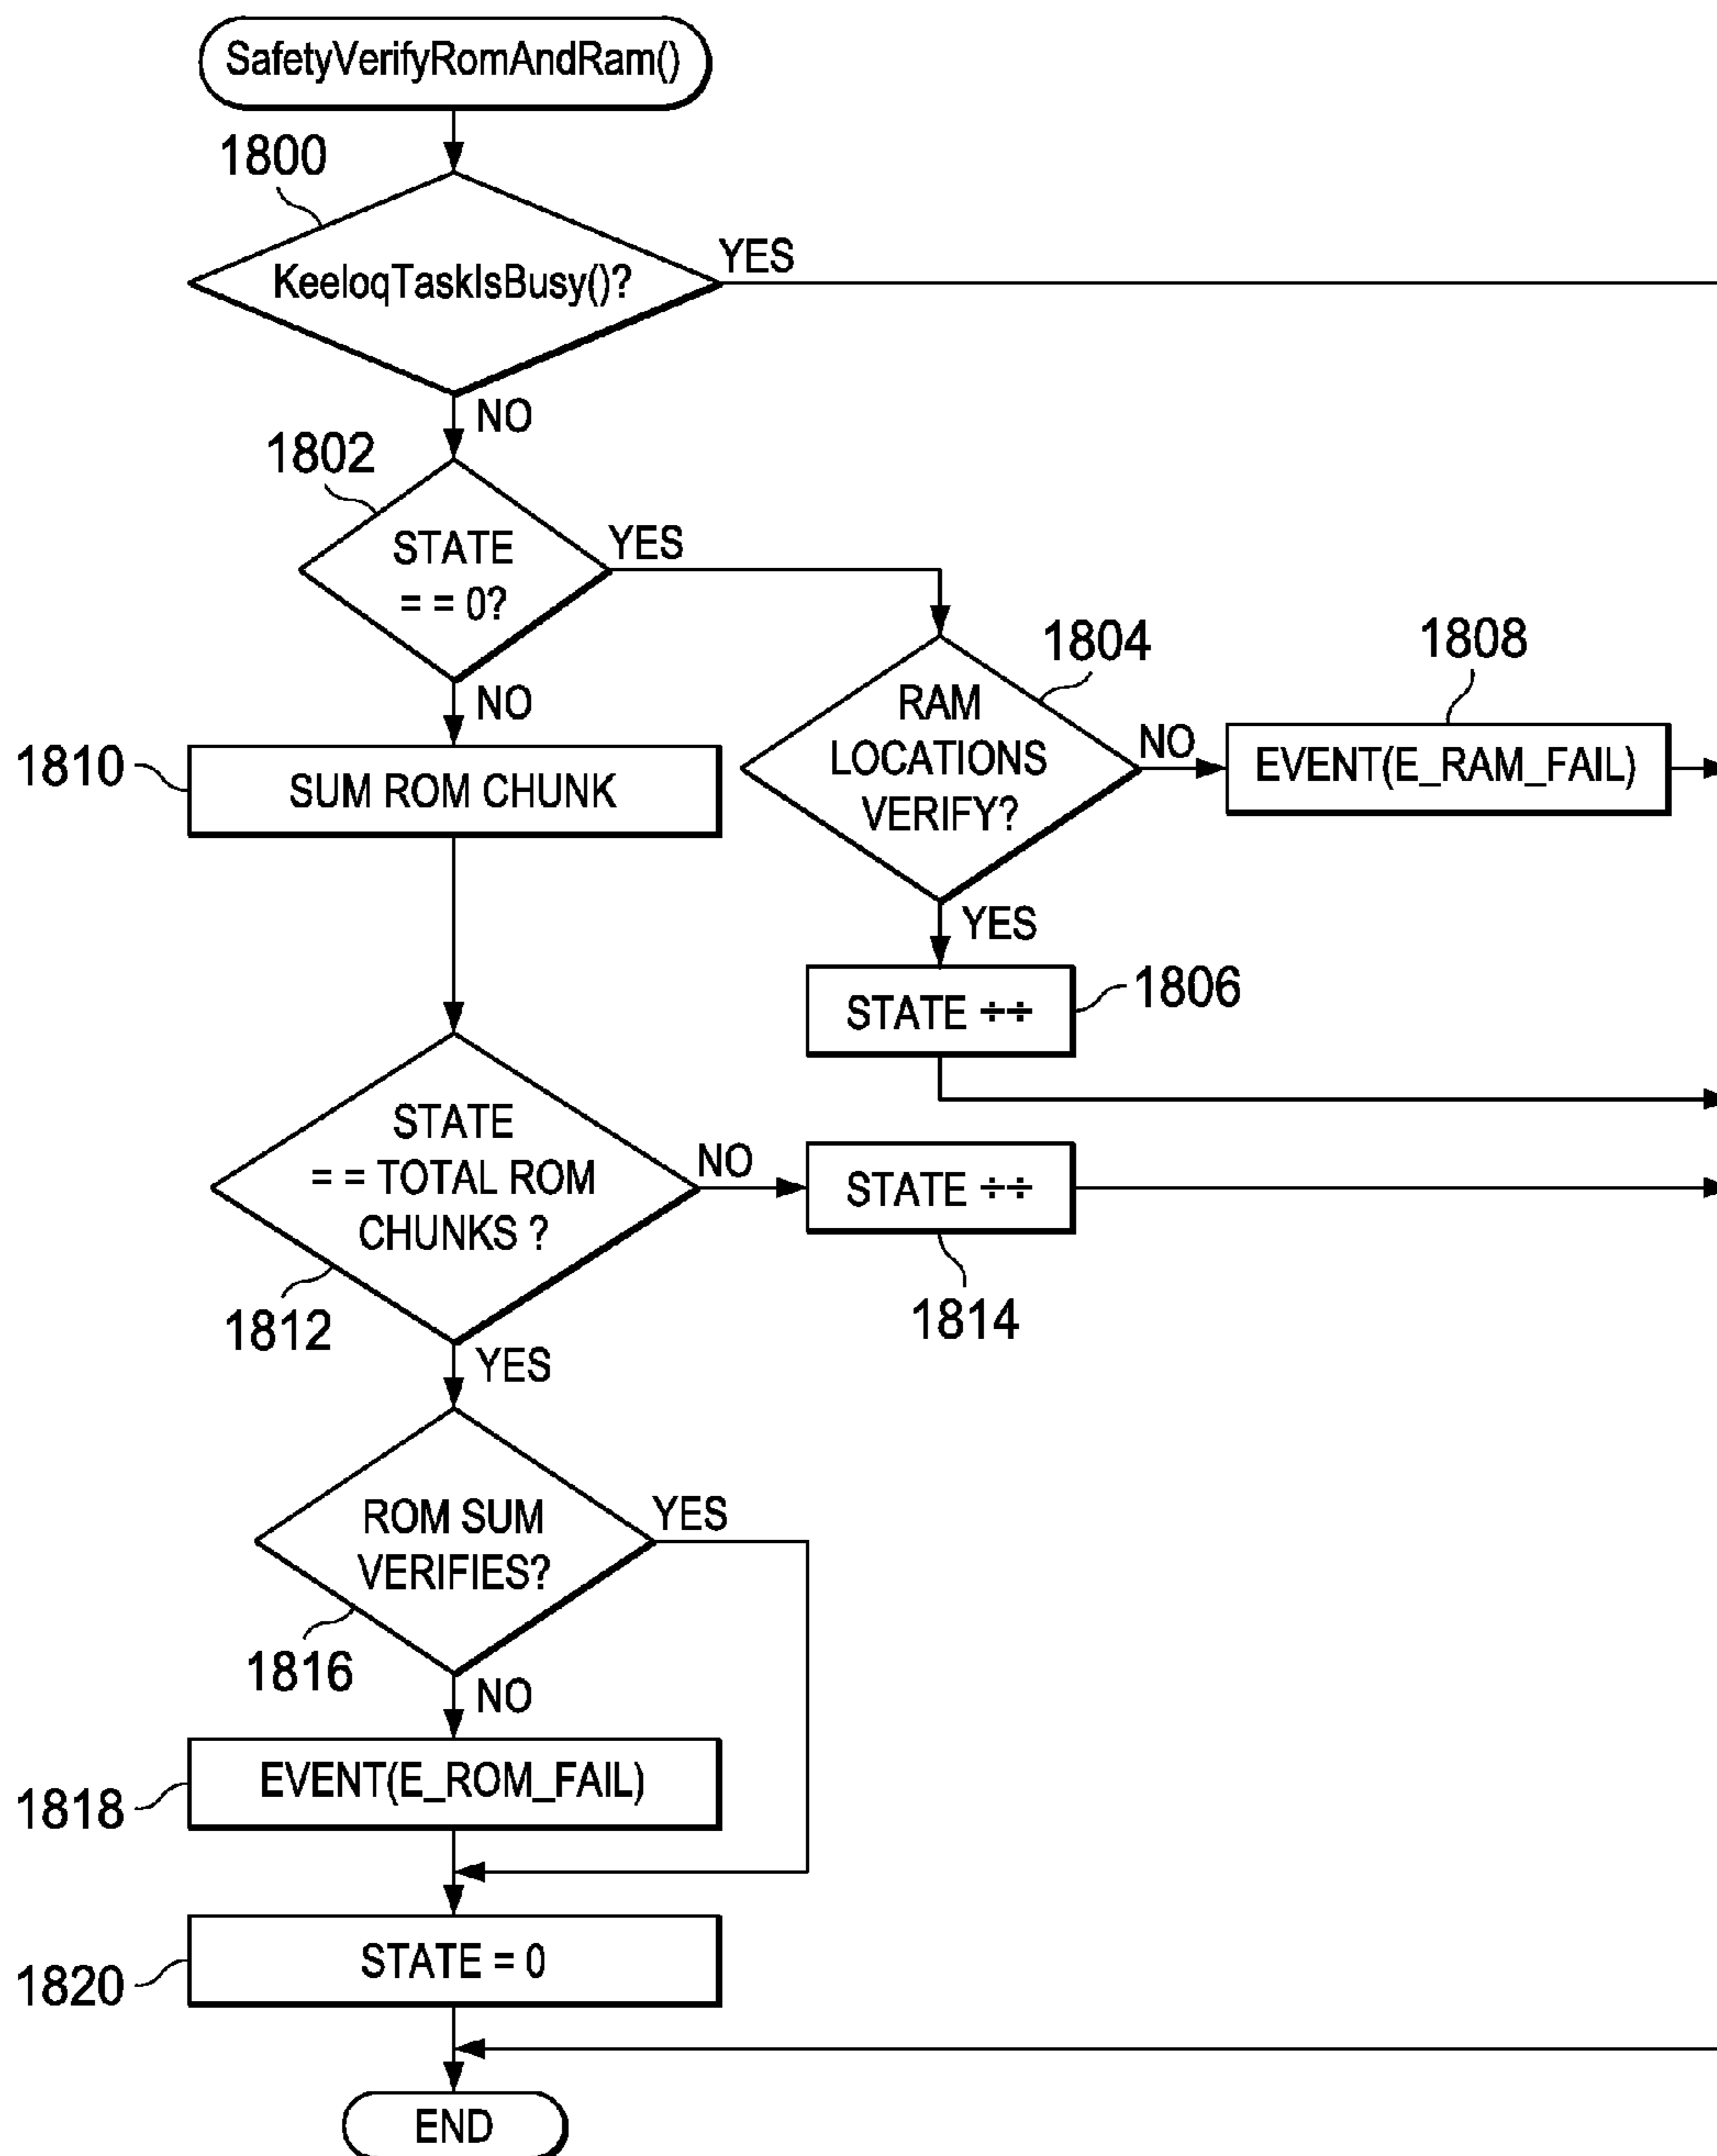 SafetyVerifyRomAndRam()
1800
KeeloqTaskIsBusy()?
YES
NO
1802
STATE
= = 0?
YES
NO
1804
RAM
LOCATIONS
VERIFY?
NO
1808
EVENT(E_RAM_FAIL)
1810
SUM ROM CHUNK
YES
STATE ÷÷
1806
STATE
= = TOTAL ROM
CHUNKS ?
NO
STATE ÷÷
1812
1814
YES
ROM SUM
VERIFIES?
YES
1816
NO
EVENT(E_ROM_FAIL)
1818
STATE = 0
1820
END